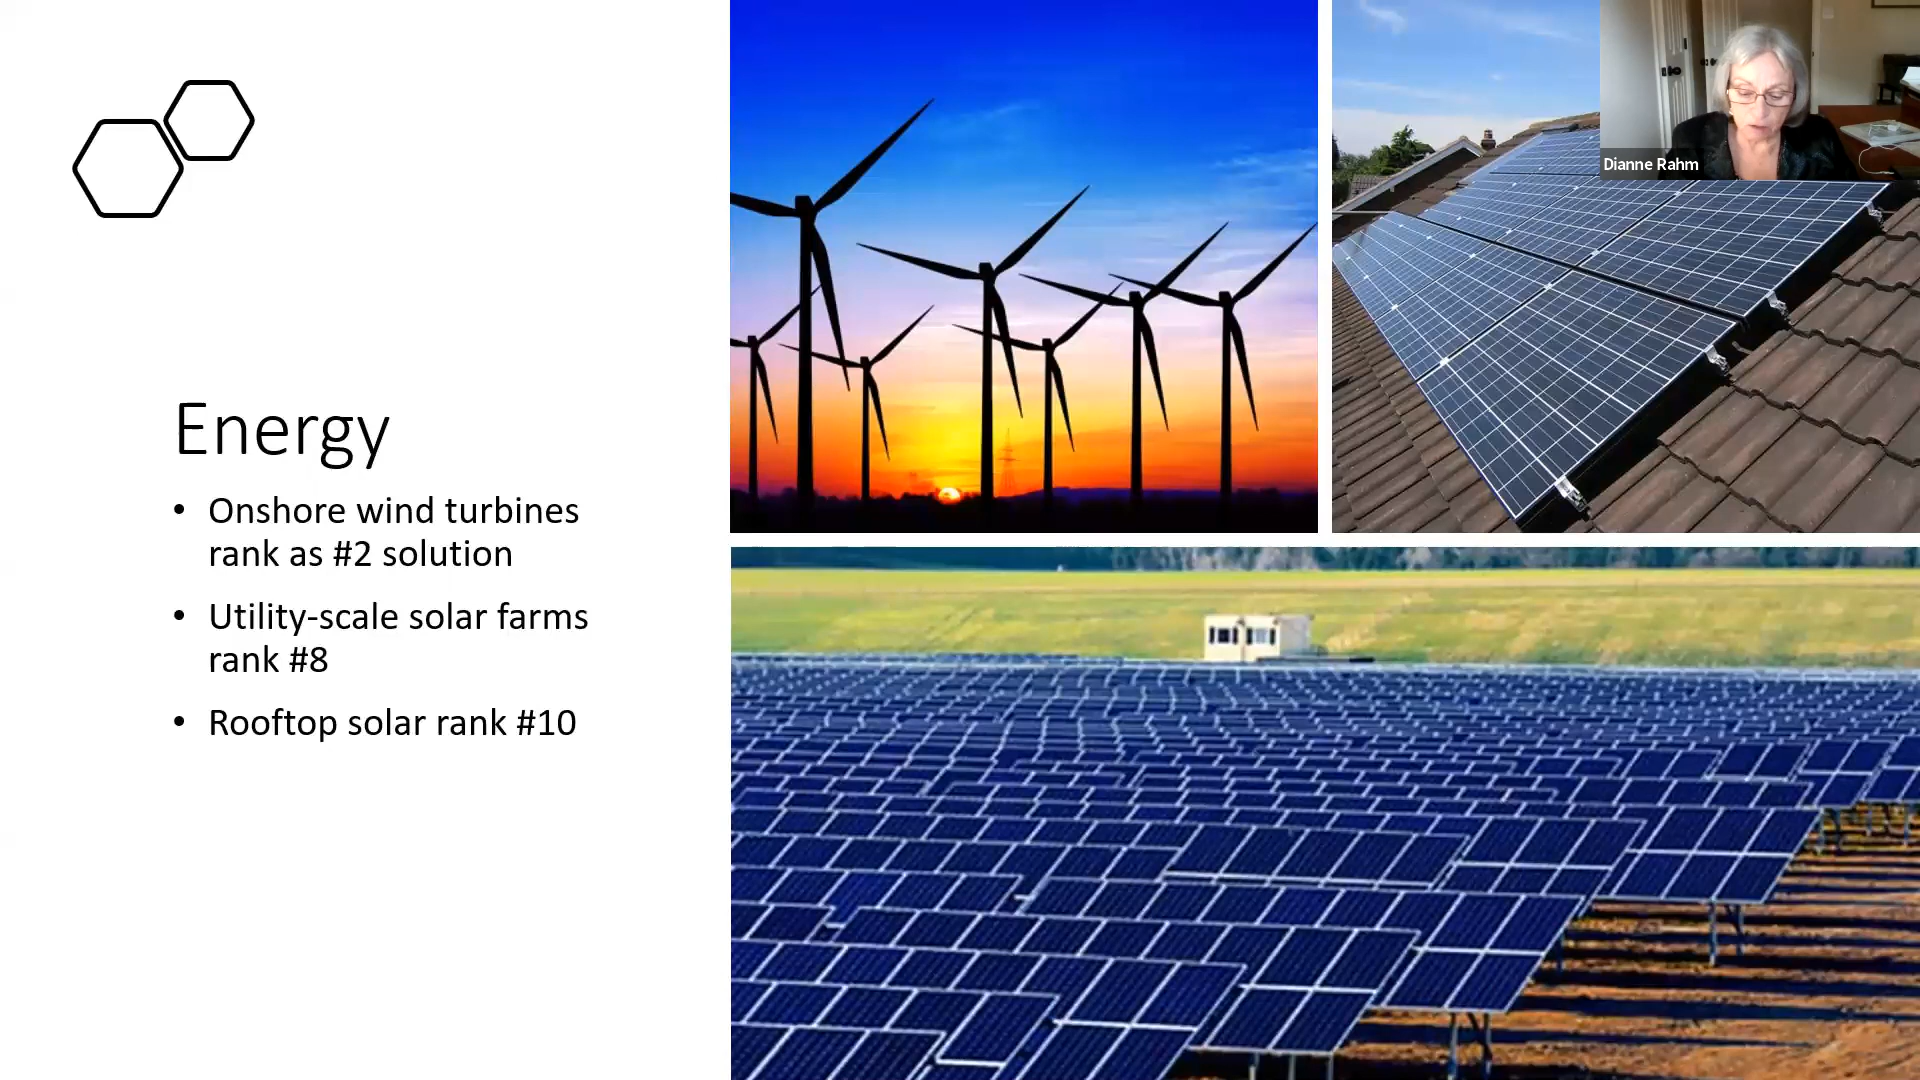 Dianne Rahm
Energy
• Onshore wind turbines
rank as #2 solution
• Utility-scale solar farms
rank #8
• Rooftop solar rank #10